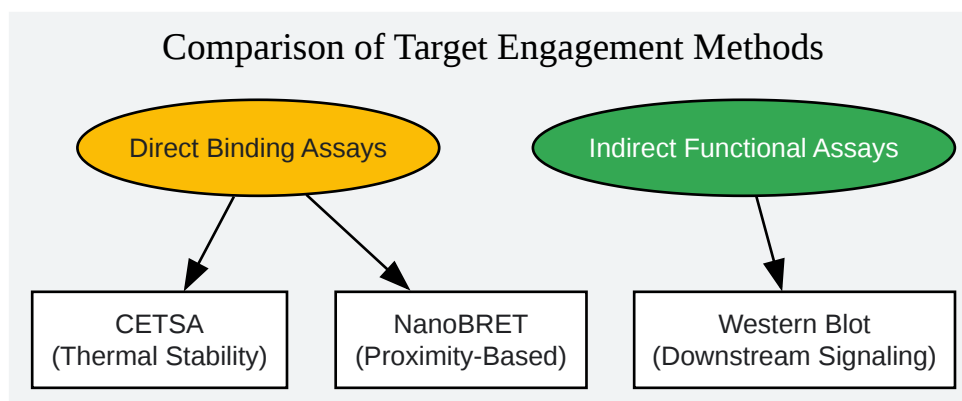 Comparison of Target Engagement Methods
Direct Binding Assays
Indirect Functional Assays
CETSA
(Thermal Stability)
NanoBRET
(Proximity-Based)
Western Blot
(Downstream Signaling)